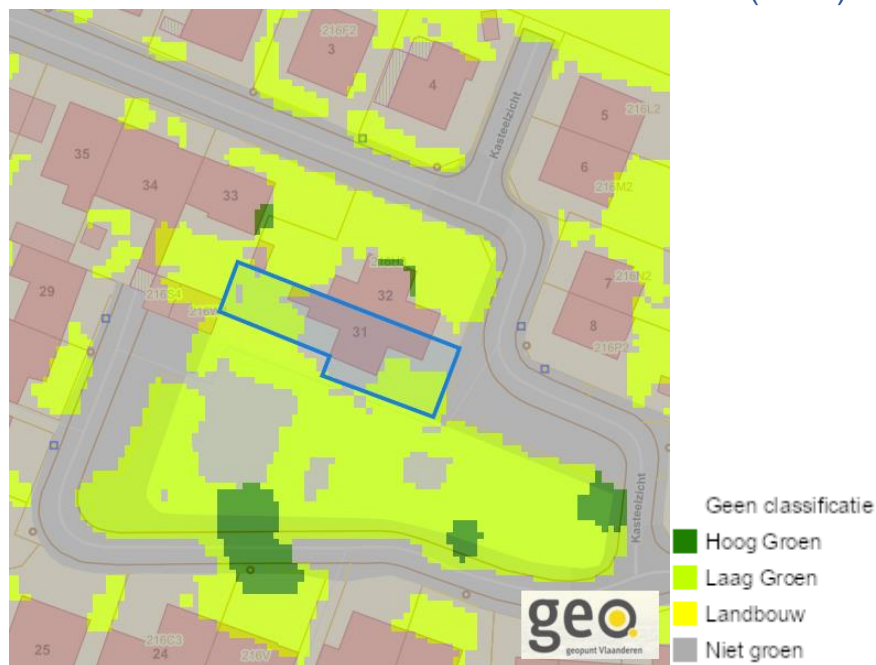 216F2
3
4
5
216L2
6
216M2
Kasteelzicht
35
34
33
32
31
216N2
7
8
216P2
29
216S4
Kasteelzicht
25
216C3
24
216V
geo
geopunt Vlaanderen
Geen classificatie
Hoog Groen
Laag Groen
Landbouw
Niet groen